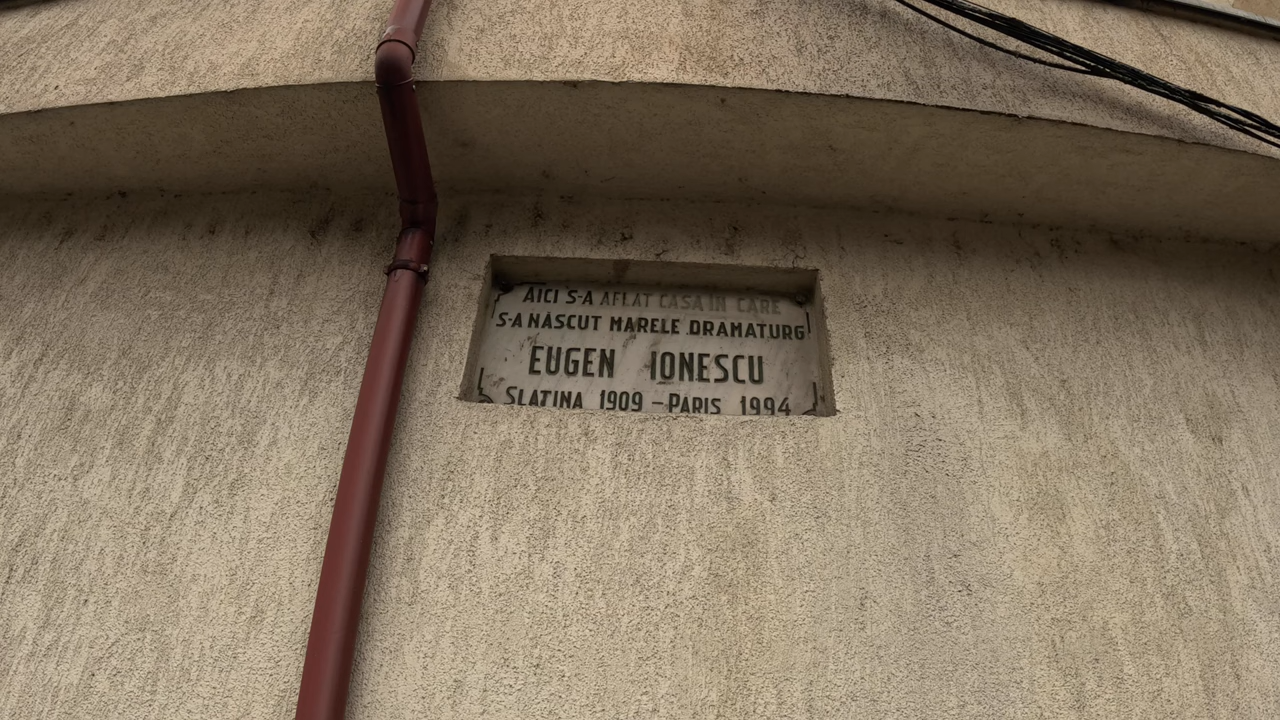 AICI S-A AFLAT CASA IN CARE
S-A NĂSCUT MARELE DRAMATURG
EUGEN IONESCU
SLATINA 1909 – PARIS 1994